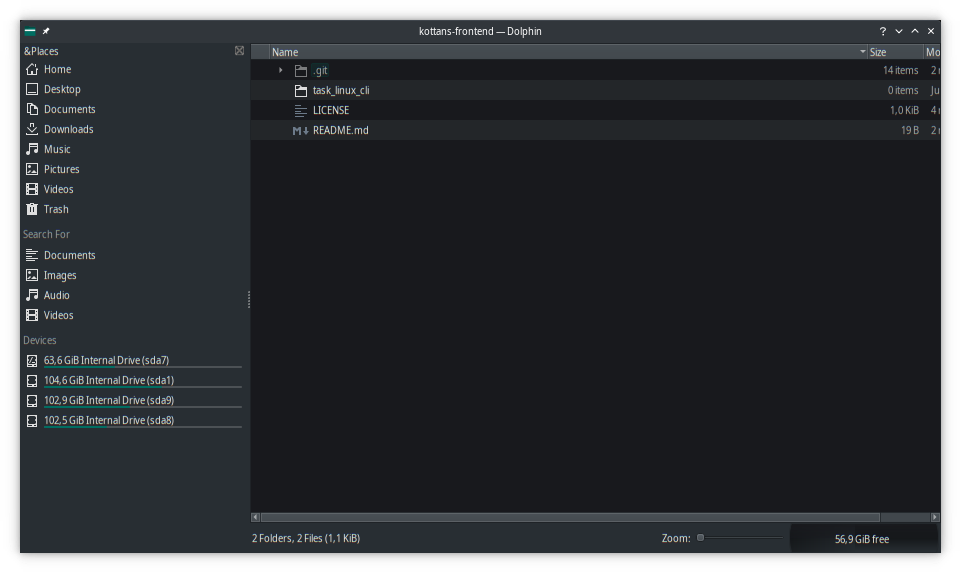 kottans-frontend — Dolphin
?
&Places
Home
Desktop
Documents
Downloads
Music
Pictures
Videos
Trash
Search For
Documents
Images
Audio
Videos
Devices
63,6 GiB Internal Drive (sda7)
104,6 GiB Internal Drive (sda1)
102,9 GiB Internal Drive (sda9)
102,5 GiB Internal Drive (sda8)
Name Size Mo
.git 14 items 2
task_linux_cli 0 items Ju
LICENSE 1,0 KiB 4
M README.md 19 B 2
2 Folders, 2 Files (1,1 KiB) Zoom: 56,9 GiB free